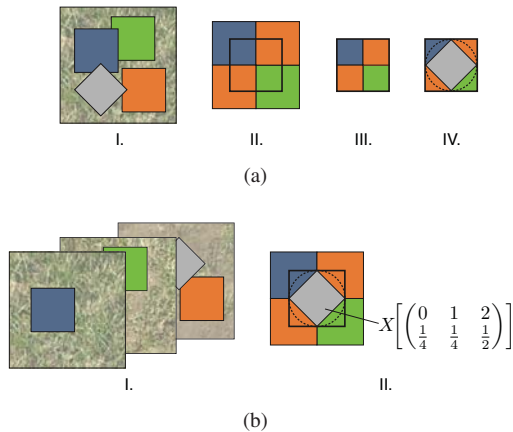 I. II. III. IV.
(a)
X[(0 1 2
1/4 1/4 1/2)]
I. II.
(b)